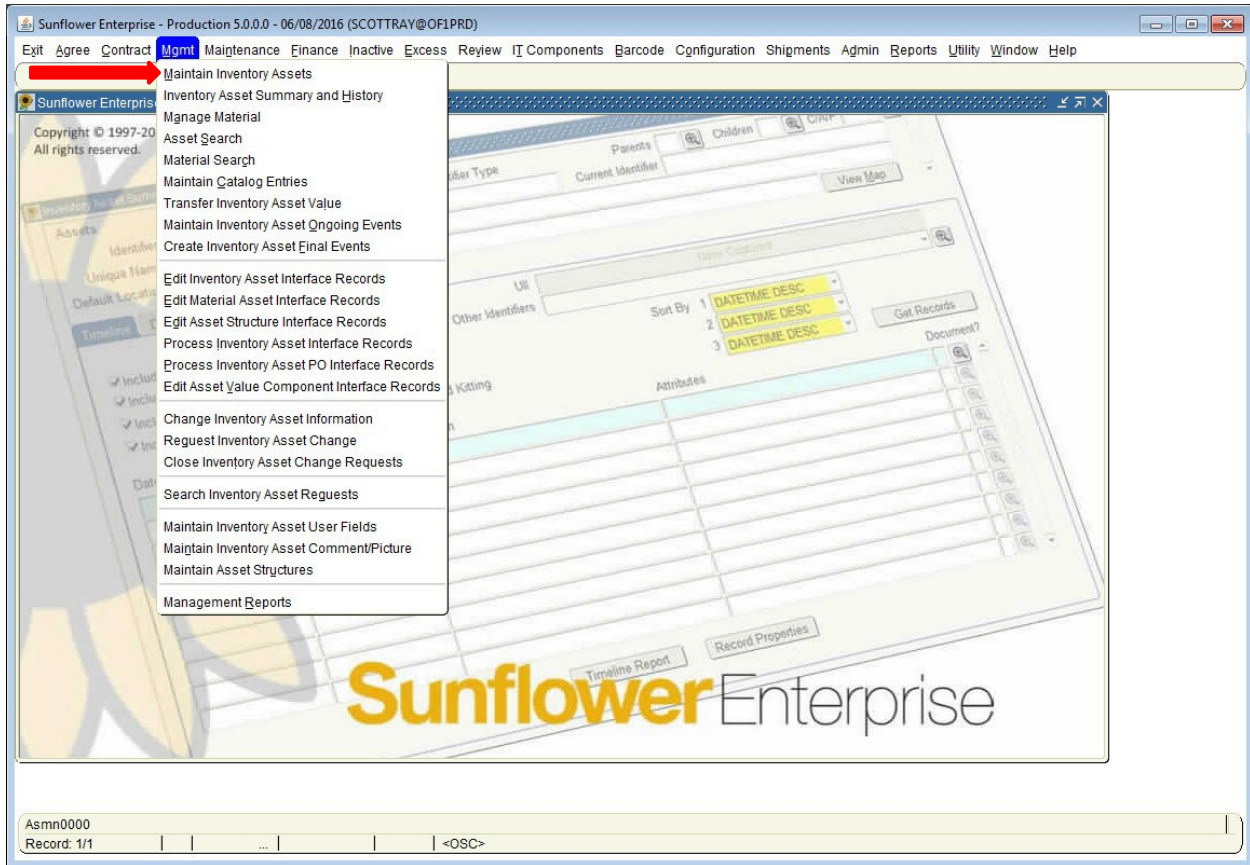 Sunflower Enterprise - Production 5.0.0.0 - 06/08/2016 (SCOTTRAY@OF1PRD)
Exit Agree Contract Mgmt Maintenance Finance Inactive Excess Review IT Components Barcode Configuration Shipments Admin Reports Utility Window Help
Maintain Inventory Assets
Inventory Asset Summary and History
Manage Material
Asset Search
Material Search
Maintain Catalog Entries
Transfer Inventory Asset Value
Maintain Inventory Asset Ongoing Events
Create Inventory Asset Final Events
Edit Inventory Asset Interface Records
Edit Material Asset Interface Records
Edit Asset Structure Interface Records
Process Inventory Asset Interface Records
Process Inventory Asset PO Interface Records
Edit Asset Value Component Interface Records
Change Inventory Asset Information
Request Inventory Asset Change
Close Inventory Asset Change Requests
Search Inventory Asset Requests
Maintain Inventory Asset User Fields
Maintain Inventory Asset Comment/Picture
Maintain Asset Structures
Management Reports
Sunflower Enterpris
Copyright © 1997-20
All rights reserved.
Parents
Children
Current Identifier
View Map
Assets
Default Locatio
Timeline
UII
Other Identifiers
Sort By 1 DATETIME DESC
2 DATETIME DESC
3 DATETIME DESC
Get Records
Document?
Kitting
Attributes
Timeline Report
Record Properties
Sunflower Enterprise
Asmn0000
Record: 1/1 ... <OSC>